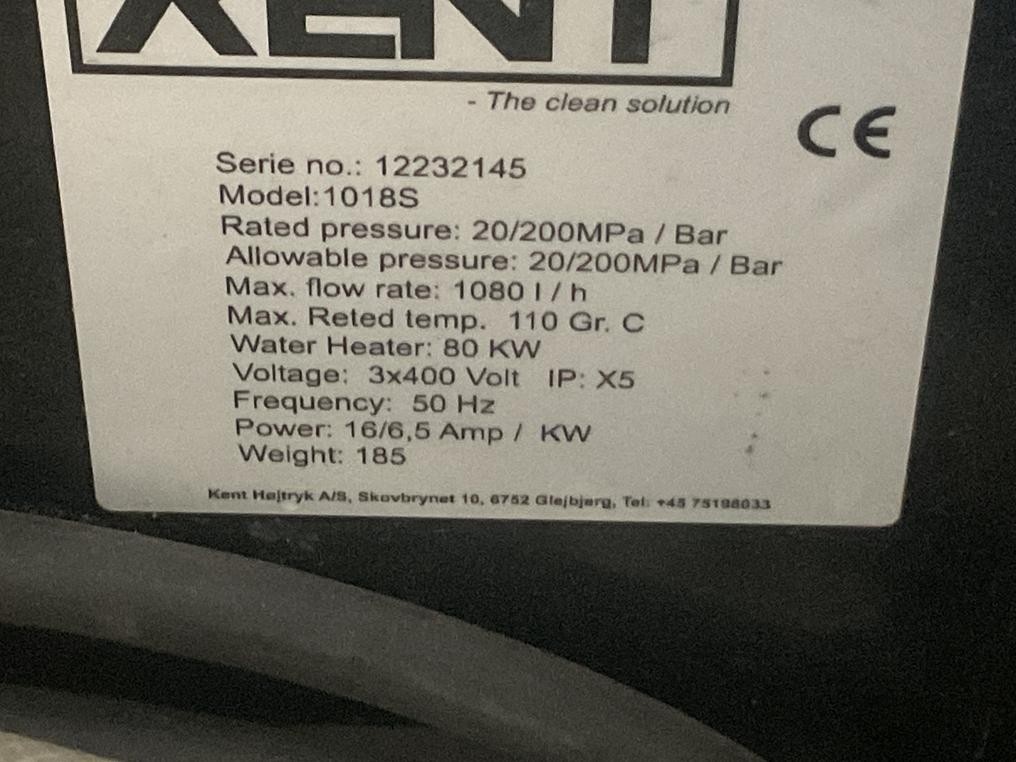 KENT
- The clean solution
CE
Serie no.: 12232145
Model:1018S
Rated pressure: 20/200MPa / Bar
Allowable pressure: 20/200MPa / Bar
Max. flow rate: 1080 l / h
Max. Reted temp. 110 Gr. C
Water Heater: 80 KW
Voltage: 3x400 Volt IP: X5
Frequency: 50 Hz
Power: 16/6,5 Amp / KW
Weight: 185
Kent Højtryk A/S, Skovbrynet 10, 6752 Glejbjerg, Tel: +45 75198033